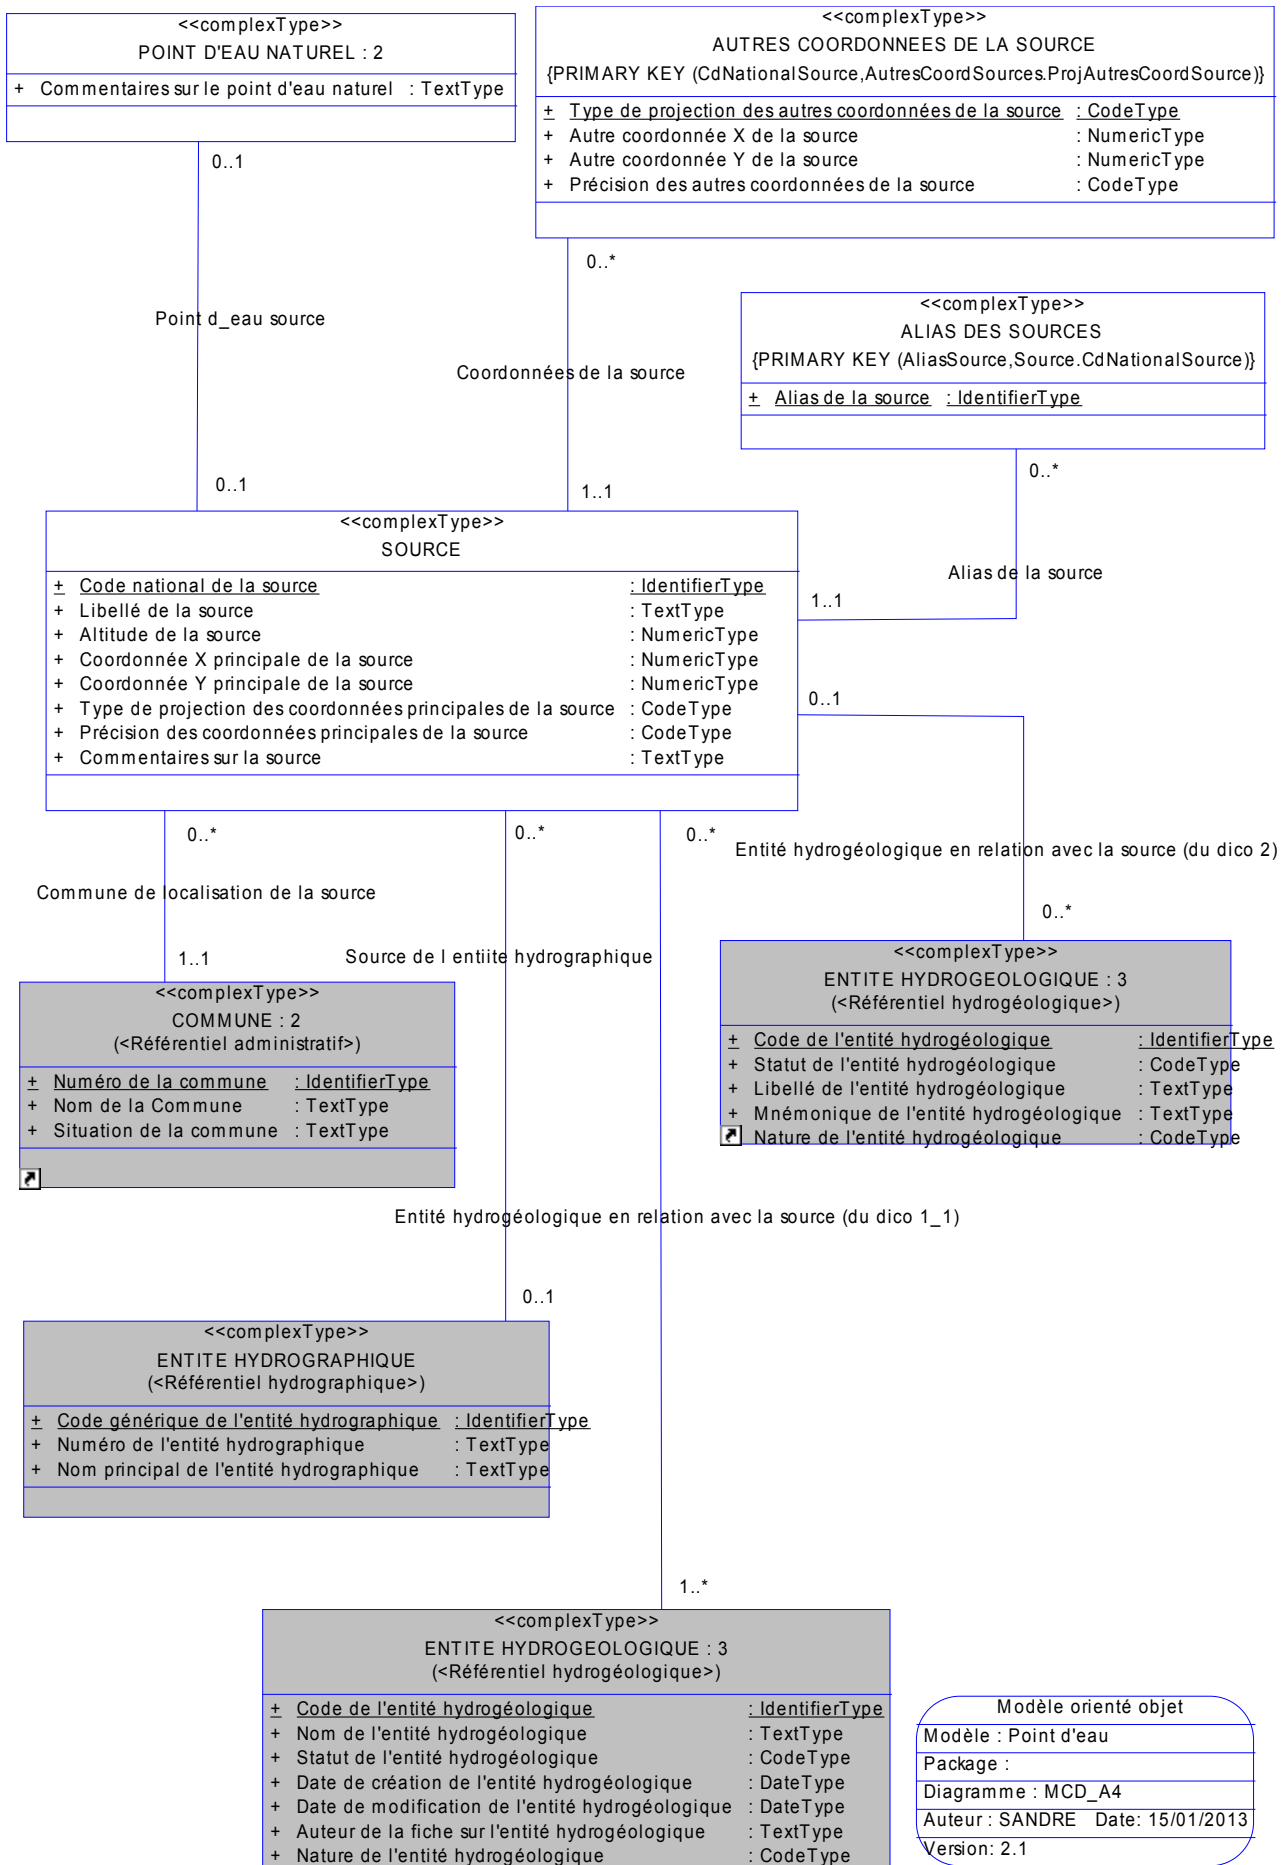 <<complexType>>
POINT D'EAU NATUREL : 2
+ Commentaires sur le point d'eau naturel : TextType
<<complexType>>
AUTRES COORDONNEES DE LA SOURCE
{PRIMARY KEY (CdNationalSource,AutresCoordSources.ProjAutresCoordSource)}
+ Type de projection des autres coordonnées de la source : CodeType
+ Autre coordonnée X de la source : NumericType
+ Autre coordonnée Y de la source : NumericType
+ Précision des autres coordonnées de la source : CodeType
0..1
0..*
Point d_eau source
Coordonnées de la source
<<complexType>>
ALIAS DES SOURCES
{PRIMARY KEY (AliasSource,Source.CdNationalSource)}
+ Alias de la source : IdentifierType
0..*
0..1
1..1
Alias de la source
<<complexType>>
SOURCE
+ Code national de la source : IdentifierType
+ Libellé de la source : TextType
+ Altitude de la source : NumericType
+ Coordonnée X principale de la source : NumericType
+ Coordonnée Y principale de la source : NumericType
+ Type de projection des coordonnées principales de la source : CodeType
+ Précision des coordonnées principales de la source : CodeType
+ Commentaires sur la source : TextType
1..1
0..1
0..*
0..*
0..*
Entité hydrogéologique en relation avec la source (du dico 2)
Commune de localisation de la source
0..*
1..1
Source de l entiite hydrographique
<<complexType>>
COMMUNE : 2
(<Référentiel administratif>)
+ Numéro de la commune : IdentifierType
+ Nom de la Commune : TextType
+ Situation de la commune : TextType
<<complexType>>
ENTITE HYDROGEOLOGIQUE : 3
(<Référentiel hydrogéologique>)
+ Code de l'entité hydrogéologique : IdentifierType
+ Statut de l'entité hydrogéologique : CodeType
+ Libellé de l'entité hydrogéologique : TextType
+ Mnémonique de l'entité hydrogéologique : TextType
Nature de l'entité hydrogéologique : CodeType
Entité hydrogéologique en relation avec la source (du dico 1_1)
0..1
<<complexType>>
ENTITE HYDROGRAPHIQUE
(<Référentiel hydrographique>)
+ Code générique de l'entité hydrographique : IdentifierType
+ Numéro de l'entité hydrographique : TextType
+ Nom principal de l'entité hydrographique : TextType
1..*
<<complexType>>
ENTITE HYDROGEOLOGIQUE : 3
(<Référentiel hydrogéologique>)
+ Code de l'entité hydrogéologique : IdentifierType
+ Nom de l'entité hydrogéologique : TextType
+ Statut de l'entité hydrogéologique : CodeType
+ Date de création de l'entité hydrogéologique : DateType
+ Date de modification de l'entité hydrogéologique : DateType
+ Auteur de la fiche sur l'entité hydrogéologique : TextType
+ Nature de l'entité hydrogéologique : CodeType
Modèle orienté objet
Modèle : Point d'eau
Package :
Diagramme : MCD_A4
Auteur : SANDRE Date: 15/01/2013
Version: 2.1